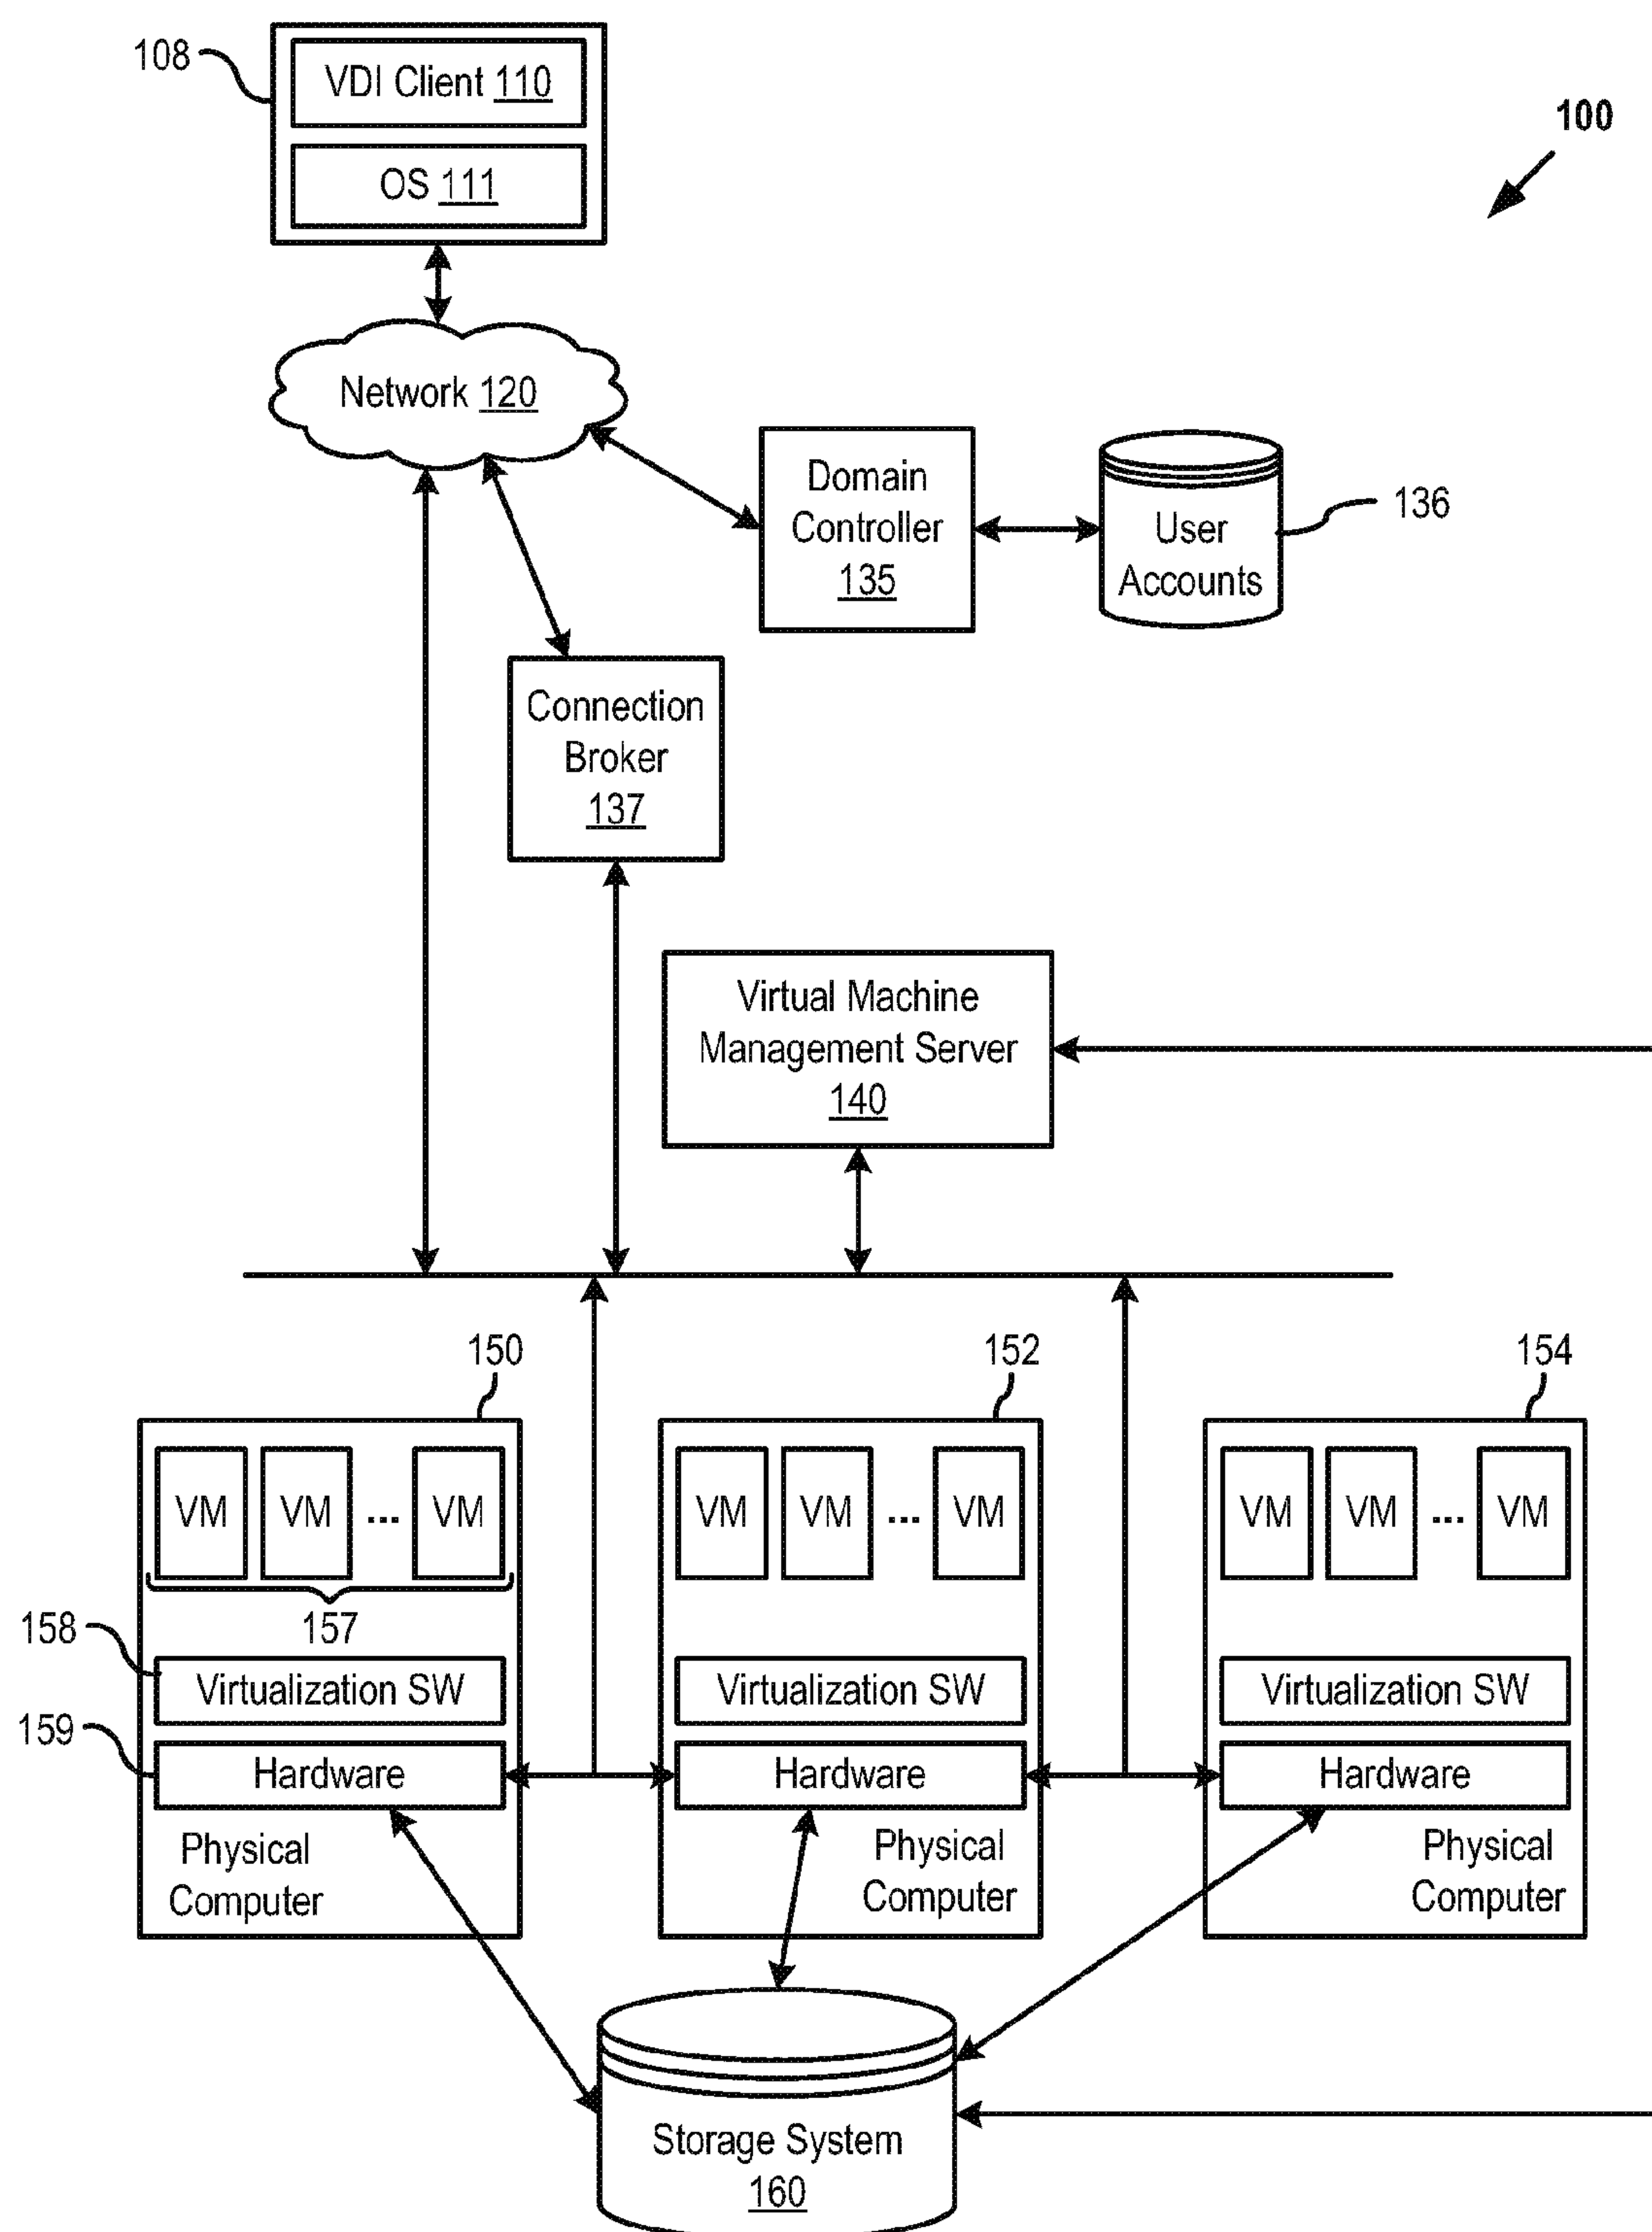 108
VDI Client 110
OS 111
100
Network 120
Domain
Controller
135
User
Accounts
136
Connection
Broker
137
Virtual Machine
Management Server
140
150
152
154
VM
VM
...
VM
VM
VM
...
VM
VM
VM
...
VM
157
158
Virtualization SW
Virtualization SW
Virtualization SW
159
Hardware
Hardware
Hardware
Physical
Computer
Physical
Computer
Physical
Computer
Storage System
160